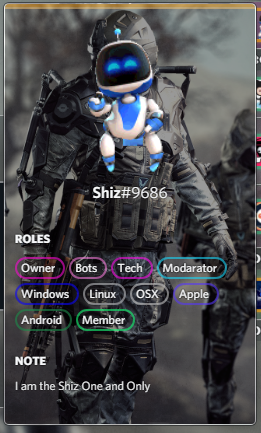 Shiz#9686
ROLES
Owner Bots Tech Modarator
Windows Linux OSX Apple
Android Member
NOTE
I am the Shiz One and Only